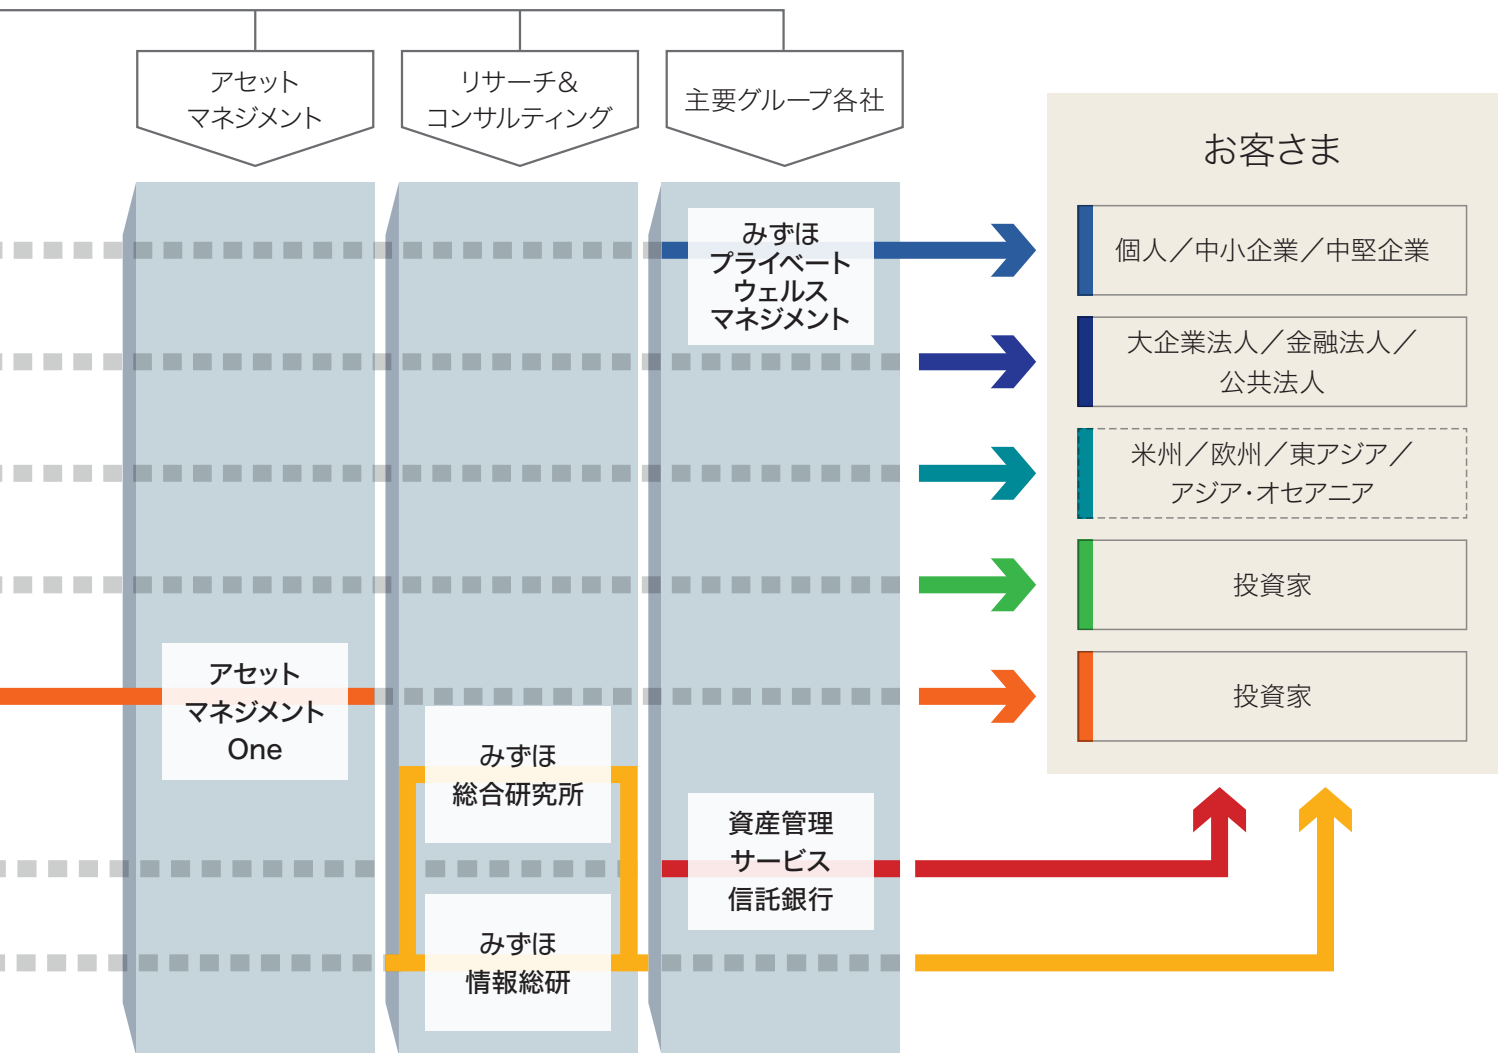 アセット
マネジメント
リサーチ&
コンサルティング
主要グループ各社
お客さま
個人／中小企業／中堅企業
大企業法人／金融法人／
公共法人
米州／欧州／東アジア／
アジア・オセアニア
投資家
投資家
みずほ
プライベート
ウェルス
マネジメント
アセット
マネジメント
One
みずほ
総合研究所
資産管理
サービス
信託銀行
みずほ
情報総研